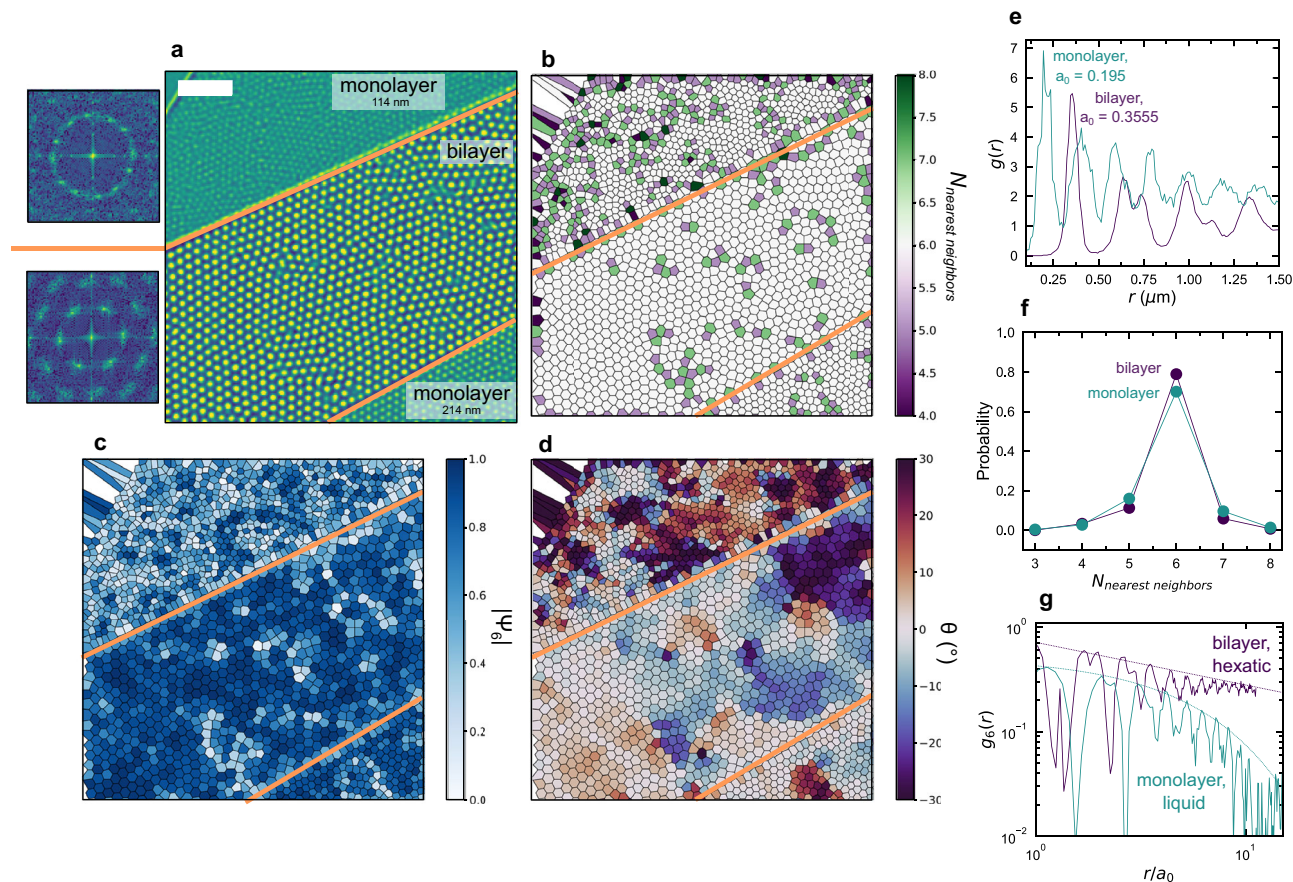 a
monolayer
114 nm
bilayer
monolayer
214 nm
b
8.0
7.5
7.0
6.5
6.0
5.5
5.0
4.5
4.0
N nearest neighbors
c
1.0
0.8
0.6
0.4
0.2
0.0
|Ψ6|
d
30
20
10
0
−10
−20
−30
θ (°)
e
7
6
5
4
3
2
1
0
g(r)
monolayer,
a0 = 0.195
bilayer,
a0 = 0.3555
0.25 0.50 0.75 1.00 1.25 1.50
r (μm)
f
1.0
0.8
0.6
0.4
0.2
0.0
Probability
bilayer
monolayer
3 4 5 6 7 8
N nearest neighbors
g
10^0
10^−1
10^−2
g6(r)
bilayer,
hexatic
monolayer,
liquid
10^0 10^1
r/a0